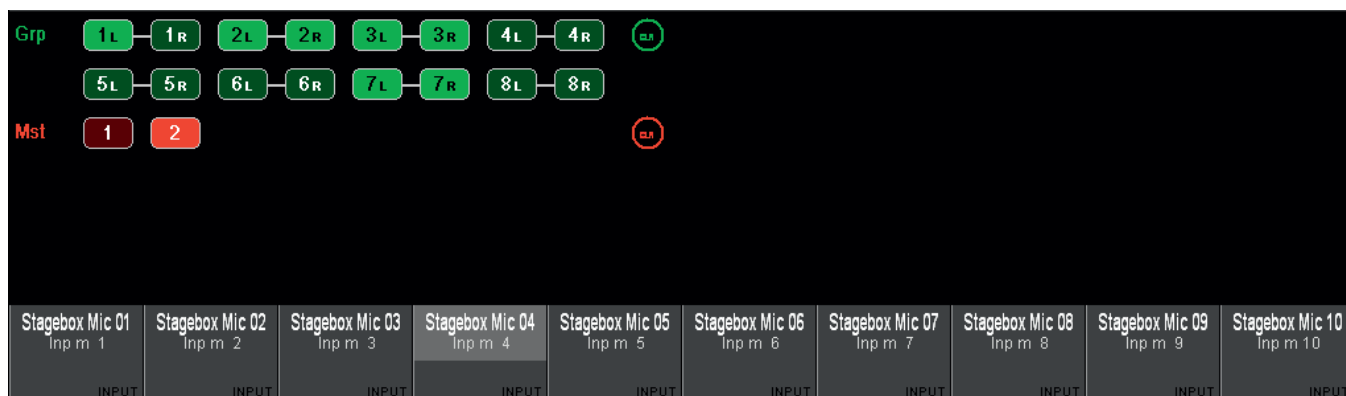 Grp 1L 1R 2L 2R 3L 3R 4L 4R CLR
5L 5R 6L 6R 7L 7R 8L 8R
Mst 1 2 CLR
Stagebox Mic 01 Stagebox Mic 02 Stagebox Mic 03 Stagebox Mic 04 Stagebox Mic 05 Stagebox Mic 06 Stagebox Mic 07 Stagebox Mic 08 Stagebox Mic 09 Stagebox Mic 10
Inp m 1 Inp m 2 Inp m 3 Inp m 4 Inp m 5 Inp m 6 Inp m 7 Inp m 8 Inp m 9 Inp m 10
INPUT INPUT INPUT INPUT INPUT INPUT INPUT INPUT INPUT INPUT